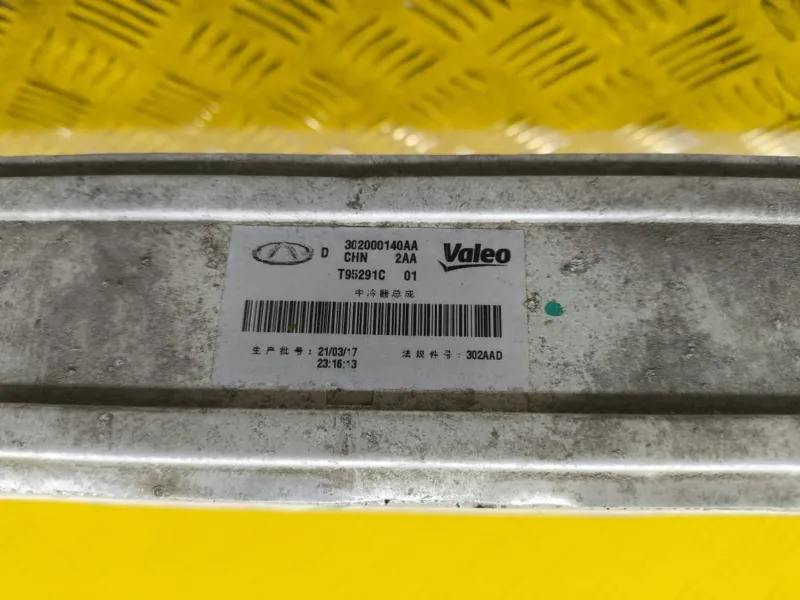 D 302000140AA
CHN 2AA
Valeo
T95291C 01
中冷器总成
生产批号: 21/03/17
23:16:13
法规件号: 302AAD